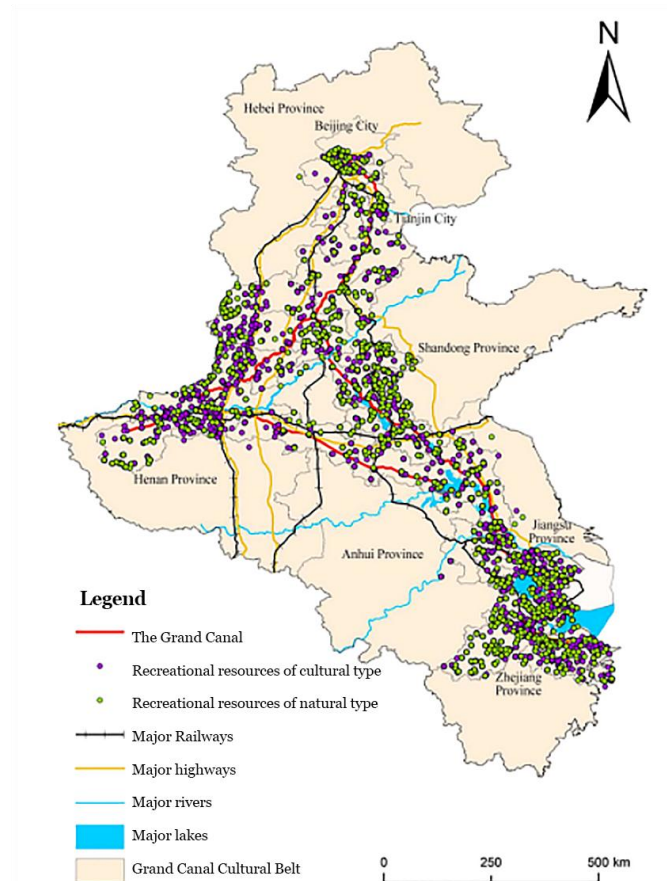 N
Hebei Province
Beijing City
Tianjin City
Shandong Province
Henan Province
Jiangsu
Province
Anhui Province
Zhejiang
Province
Legend
The Grand Canal
Recreational resources of cultural type
Recreational resources of natural type
Major Railways
Major highways
Major rivers
Major lakes
Grand Canal Cultural Belt
0 250 500 km